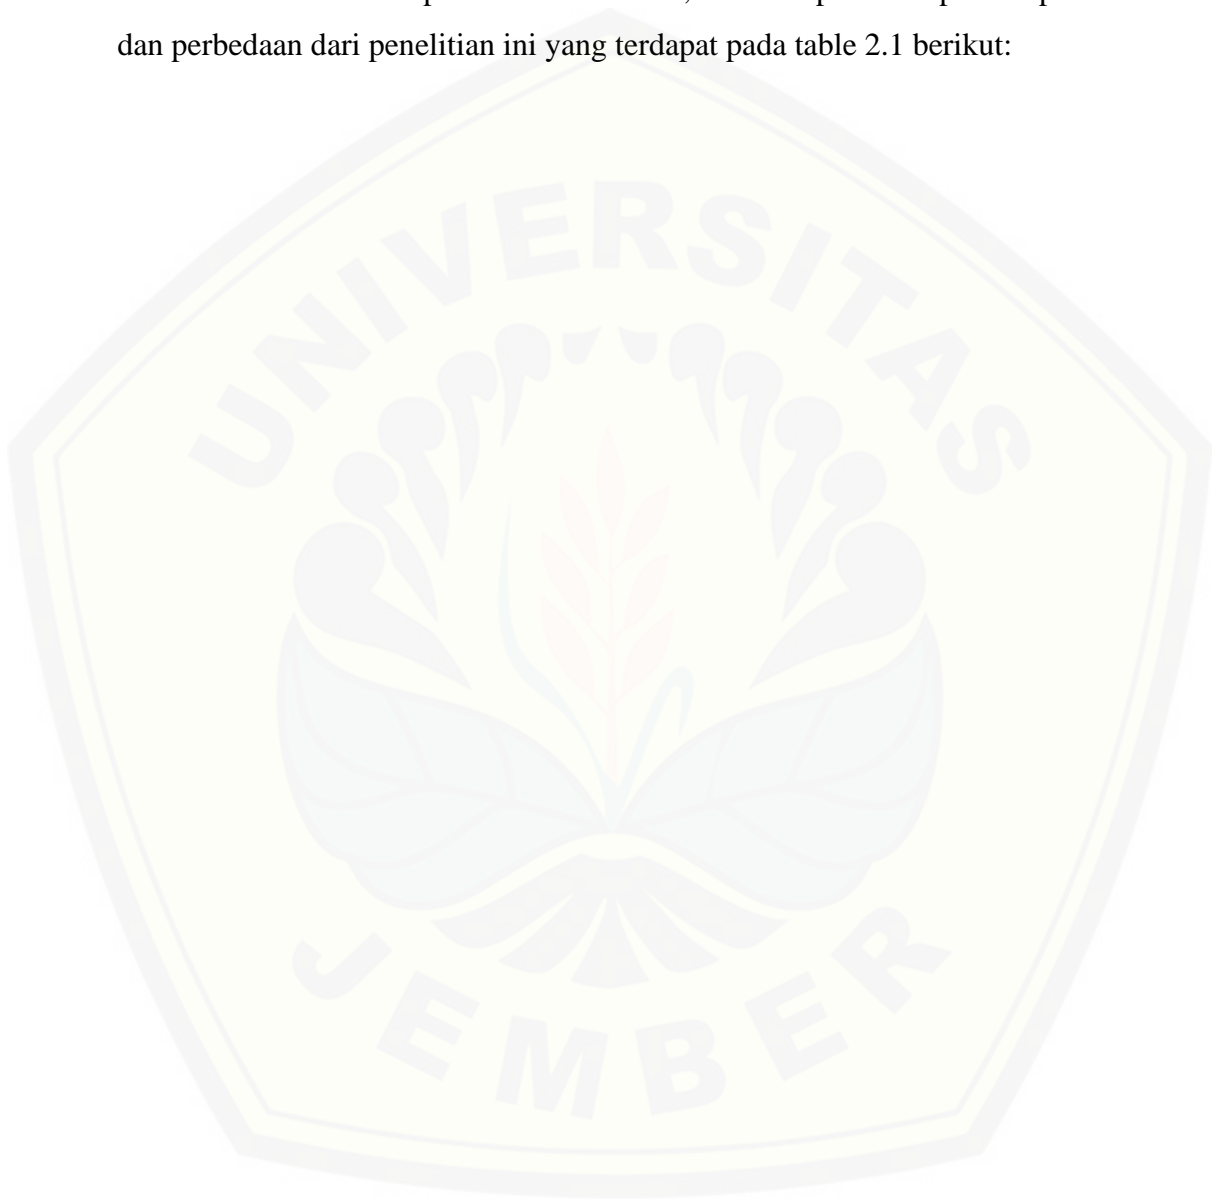 dan perbedaan dari penelitian ini yang terdapat pada table 2.1 berikut:
UNIVERSITAS
JEMBER